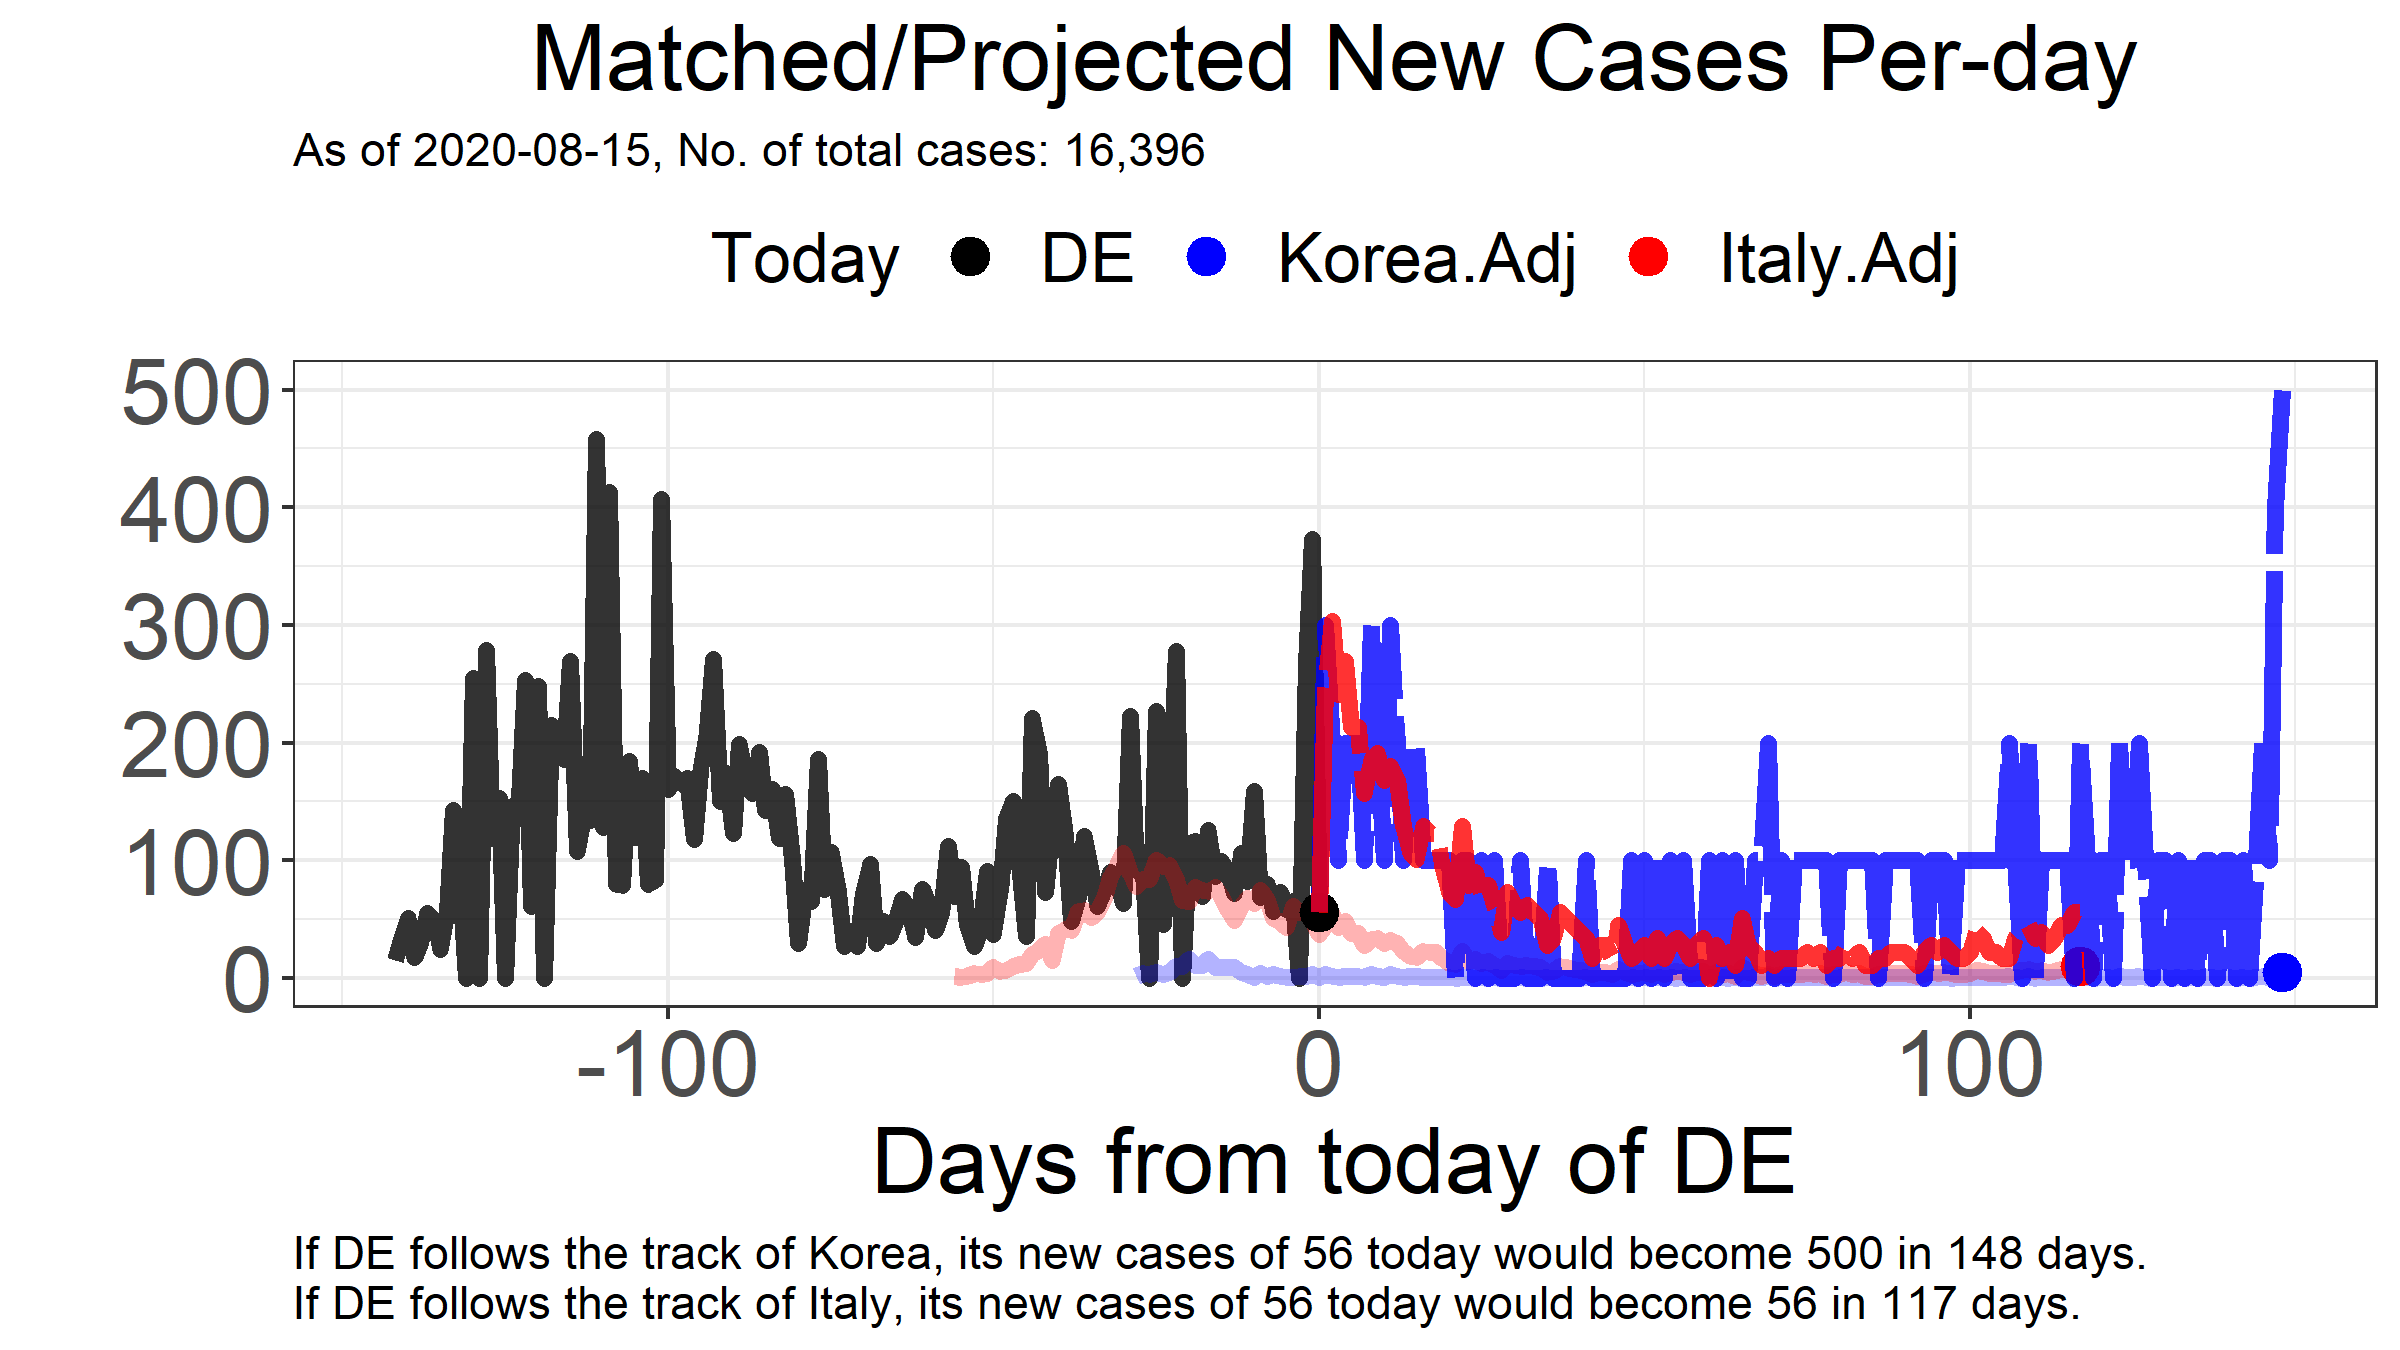 Matched/Projected New Cases Per-day
As of 2020-08-15, No. of total cases: 16,396
Today DE Korea.Adj Italy.Adj
500
400
300
200
100
0
-100 0 100
Days from today of DE
If DE follows the track of Korea, its new cases of 56 today would become 500 in 148 days.
If DE follows the track of Italy, its new cases of 56 today would become 56 in 117 days.